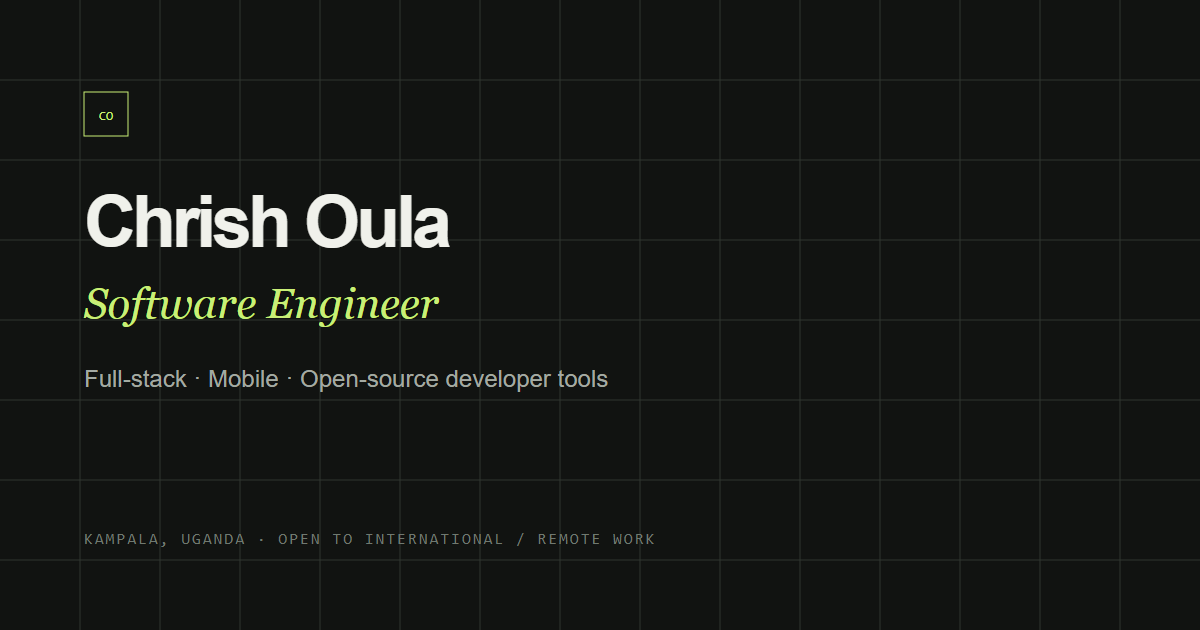 CO
Chrish Oula
Software Engineer
Full-stack · Mobile · Open-source developer tools
KAMPALA, UGANDA · OPEN TO INTERNATIONAL / REMOTE WORK